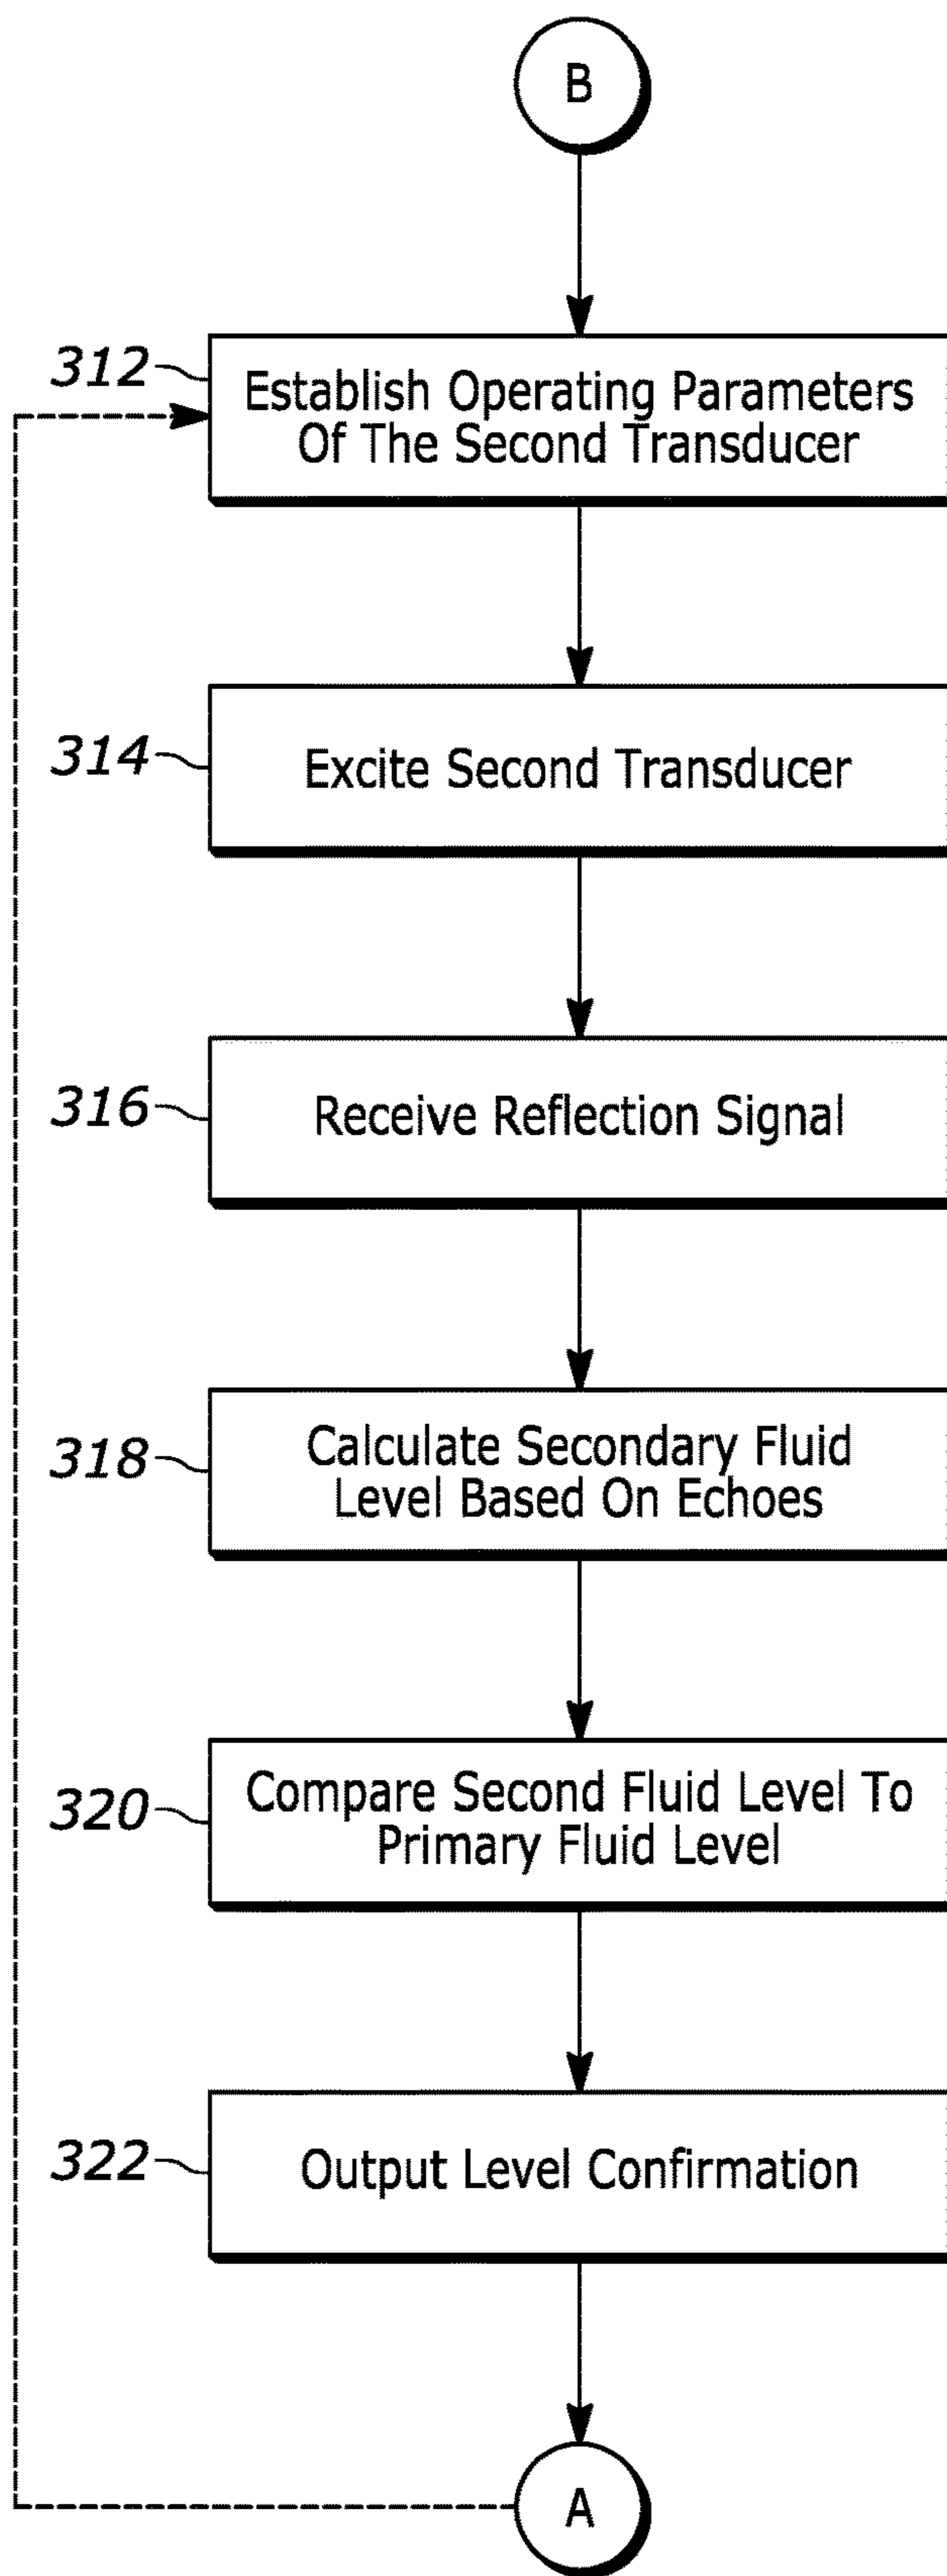 B
312
Establish Operating Parameters
Of The Second Transducer
314
Excite Second Transducer
316
Receive Reflection Signal
318
Calculate Secondary Fluid
Level Based On Echoes
320
Compare Second Fluid Level To
Primary Fluid Level
322
Output Level Confirmation
A